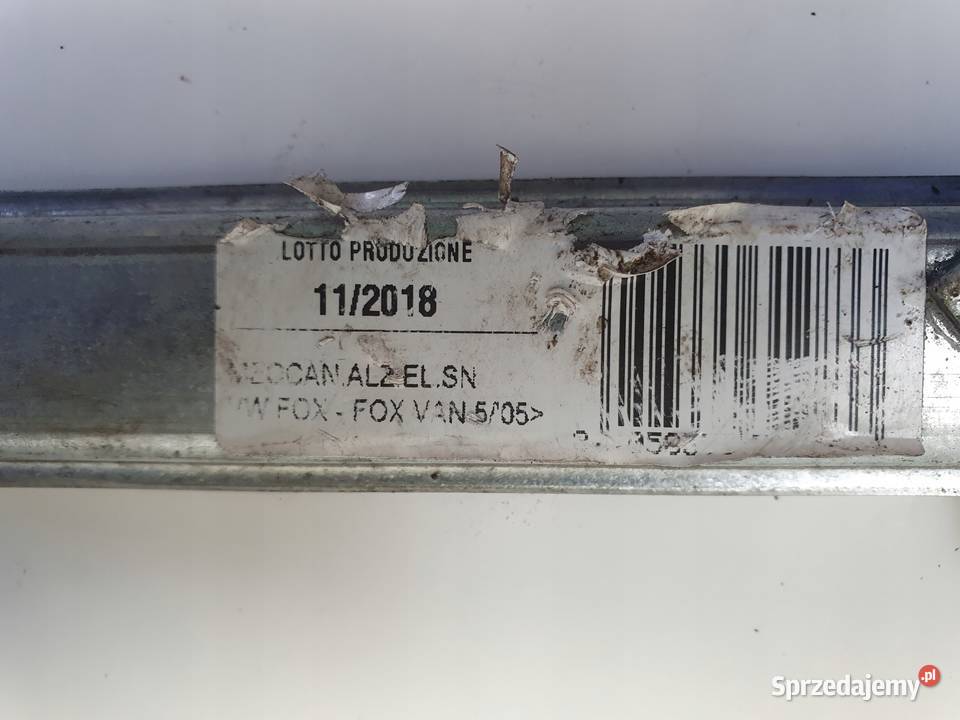 LOTTO PRODUZIONE
11/2018
MECCAN.ALZ.EL.SN
VW FOX - FOX VAN 5/05>
Sprzedajemy.pl